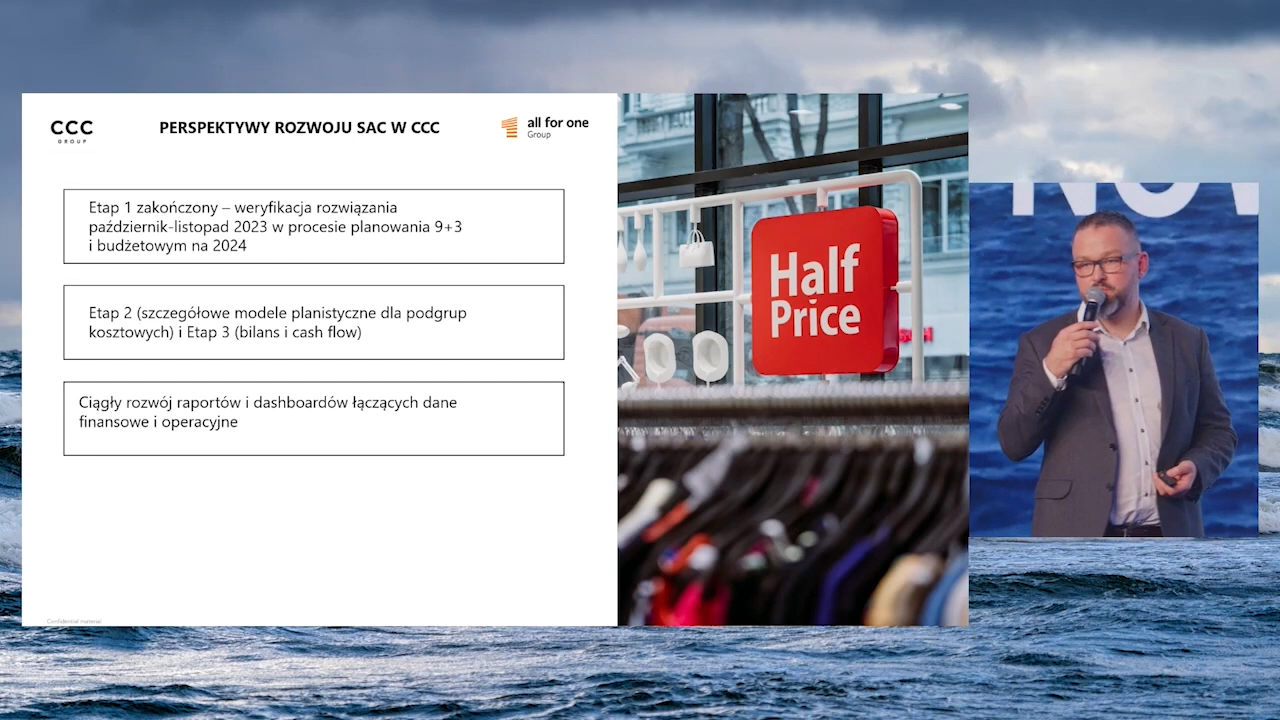 CCC
GROUP
PERSPEKTYWY ROZWOJU SAC W CCC
all for one
Group
Etap 1 zakończony – weryfikacja rozwiązania
październik-listopad 2023 w procesie planowania 9+3
i budżetowym na 2024
Etap 2 (szczegółowe modele planistyczne dla podgrup
kosztowych) i Etap 3 (bilans i cash flow)
Ciągły rozwój raportów i dashboardów łączących dane
finansowe i operacyjne
Confidential material
Half
Price